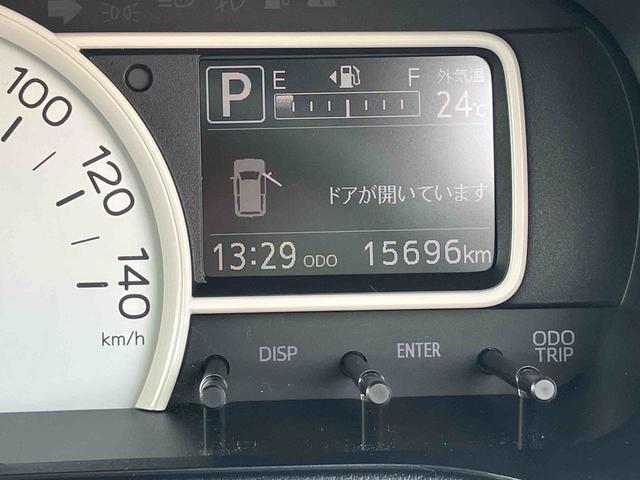 100
120
140
km/h
P
E F 外気温
24℃
ドアが開いています
13:29 ODO 15696km
DISP
ENTER
ODO
TRIP